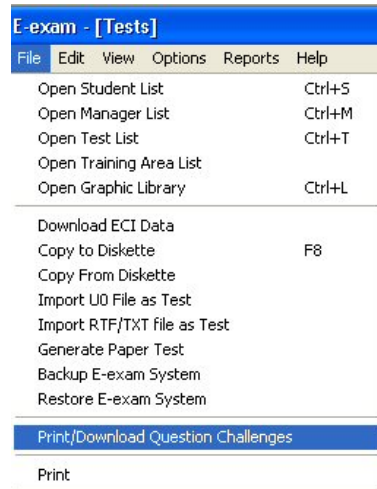 E-exam - [Tests]
File Edit View Options Reports Help
Open Student List Ctrl+S
Open Manager List Ctrl+M
Open Test List Ctrl+T
Open Training Area List
Open Graphic Library Ctrl+L
Download ECI Data
Copy to Diskette F8
Copy From Diskette
Import U0 File as Test
Import RTF/TXT file as Test
Generate Paper Test
Backup E-exam System
Restore E-exam System
Print/Download Question Challenges
Print